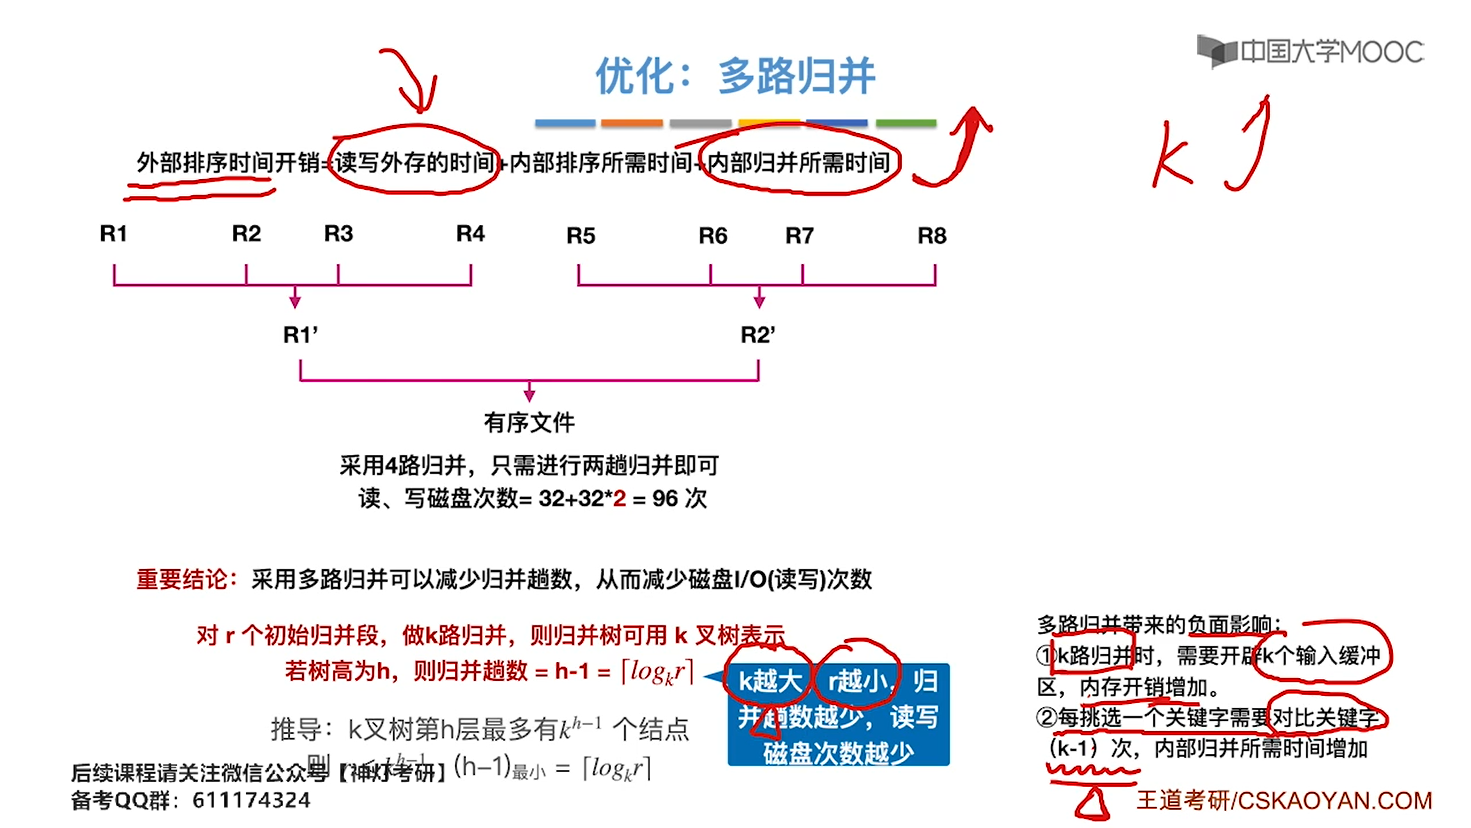 中国大学MOOC
优化：多路归并
外部排序时间开销=读写外存的时间+内部排序所需时间+内部归并所需时间
K
R1 R2 R3 R4 R5 R6 R7 R8
R1’ R2’
有序文件
采用4路归并，只需进行两趟归并即可
读、写磁盘次数= 32+32*2 = 96 次
重要结论：采用多路归并可以减少归并趟数，从而减少磁盘I/O(读写)次数
对 r 个初始归并段，做k路归并，则归并树可用 k 叉树表示
若树高为h，则归并趟数 = h-1 = ⌈logₖr⌉
k越大，r越小，归
并趟数越少，读写
磁盘次数越少
推导：k叉树第h层最多有kʰ⁻¹ 个结点
则 (h−1)最小 = ⌈logₖr⌉
多路归并带来的负面影响：
①k路归并时，需要开辟k个输入缓冲
区，内存开销增加。
②每挑选一个关键字需要对比关键字
（k-1）次，内部归并所需时间增加
后续课程请关注微信公众号【神灯考研】
备考QQ群：611174324
王道考研/CSKAOYAN.COM